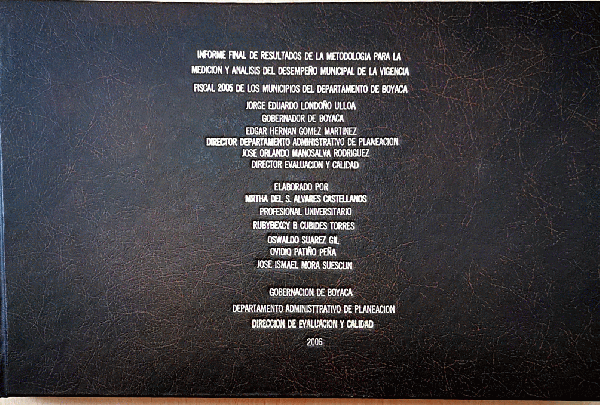 INFORME FINAL DE RESULTADOS DE LA METODOLOGIA PARA LA
MEDICION Y ANALISIS DEL DESEMPEÑO MUNICIPAL DE LA VIGENCIA
FISCAL 2005 DE LOS MUNICIPIOS DEL DEPARTAMENTO DE BOYACA
JORGE EDUARDO LONDOÑO ULLOA
GOBERNADOR DE BOYACA
EDGAR HERNAN GOMEZ MARTINEZ
DIRECTOR DEPARTAMENTO ADMINISTRATIVO DE PLANEACION
JOSE ORLANDO MANOSALVA RODRIGUEZ
DIRECTOR EVALUACION Y CALIDAD
ELABORADO POR
MIRTHA DEL S. ALVARES CASTELLANOS
PROFESIONAL UNIVERSITARIO
RUBYBEXCY B CUBIDES TORRES
OSWALDO SUAREZ GIL
OVIDIO PATIÑO PEÑA
JOSE ISMAEL MORA SUESCUN
GOBERNACION DE BOYACA
DEPARTAMENTO ADMINISTTRATIVO DE PLANEACION
DIRECCION DE EVALUACION Y CALIDAD
2006